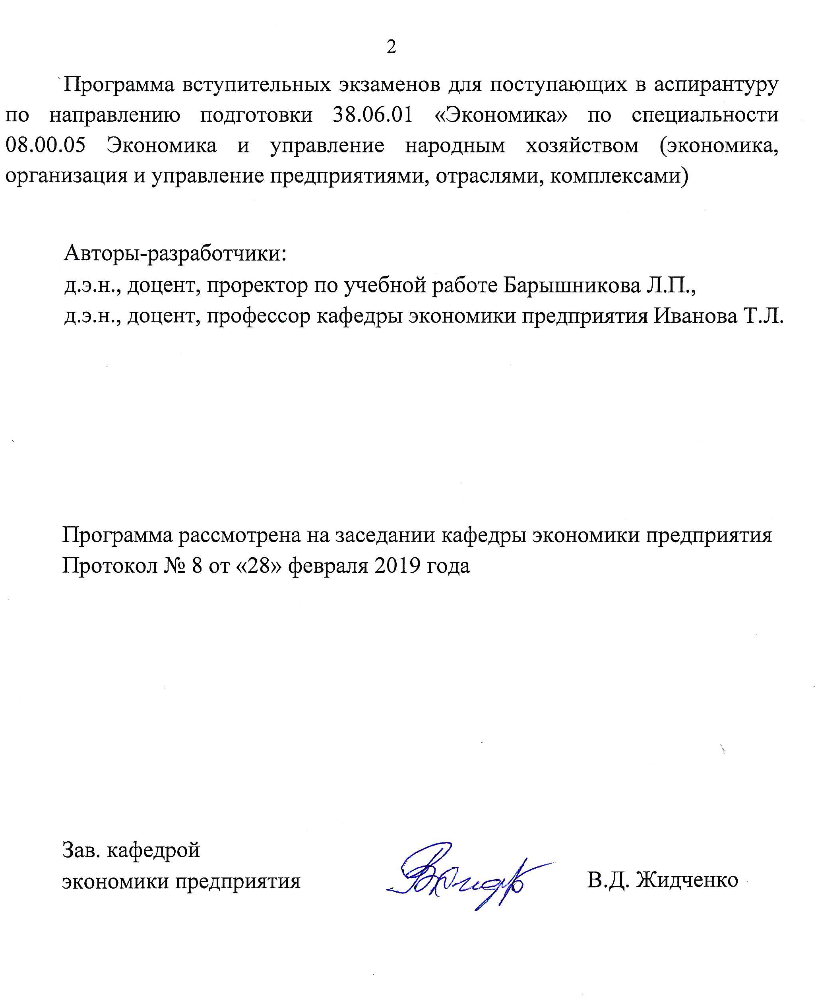 2
Программа вступительных экзаменов для поступающих в аспирантуру
по направлению подготовки 38.06.01 «Экономика» по специальности
08.00.05 Экономика и управление народным хозяйством (экономика,
организация и управление предприятиями, отраслями, комплексами)
Авторы-разработчики:
д.э.н., доцент, проректор по учебной работе Барышникова Л.П.,
д.э.н., доцент, профессор кафедры экономики предприятия Иванова Т.Л.
Программа рассмотрена на заседании кафедры экономики предприятия
Протокол № 8 от «28» февраля 2019 года
Зав. кафедрой
экономики предприятия В.Д. Жидченко